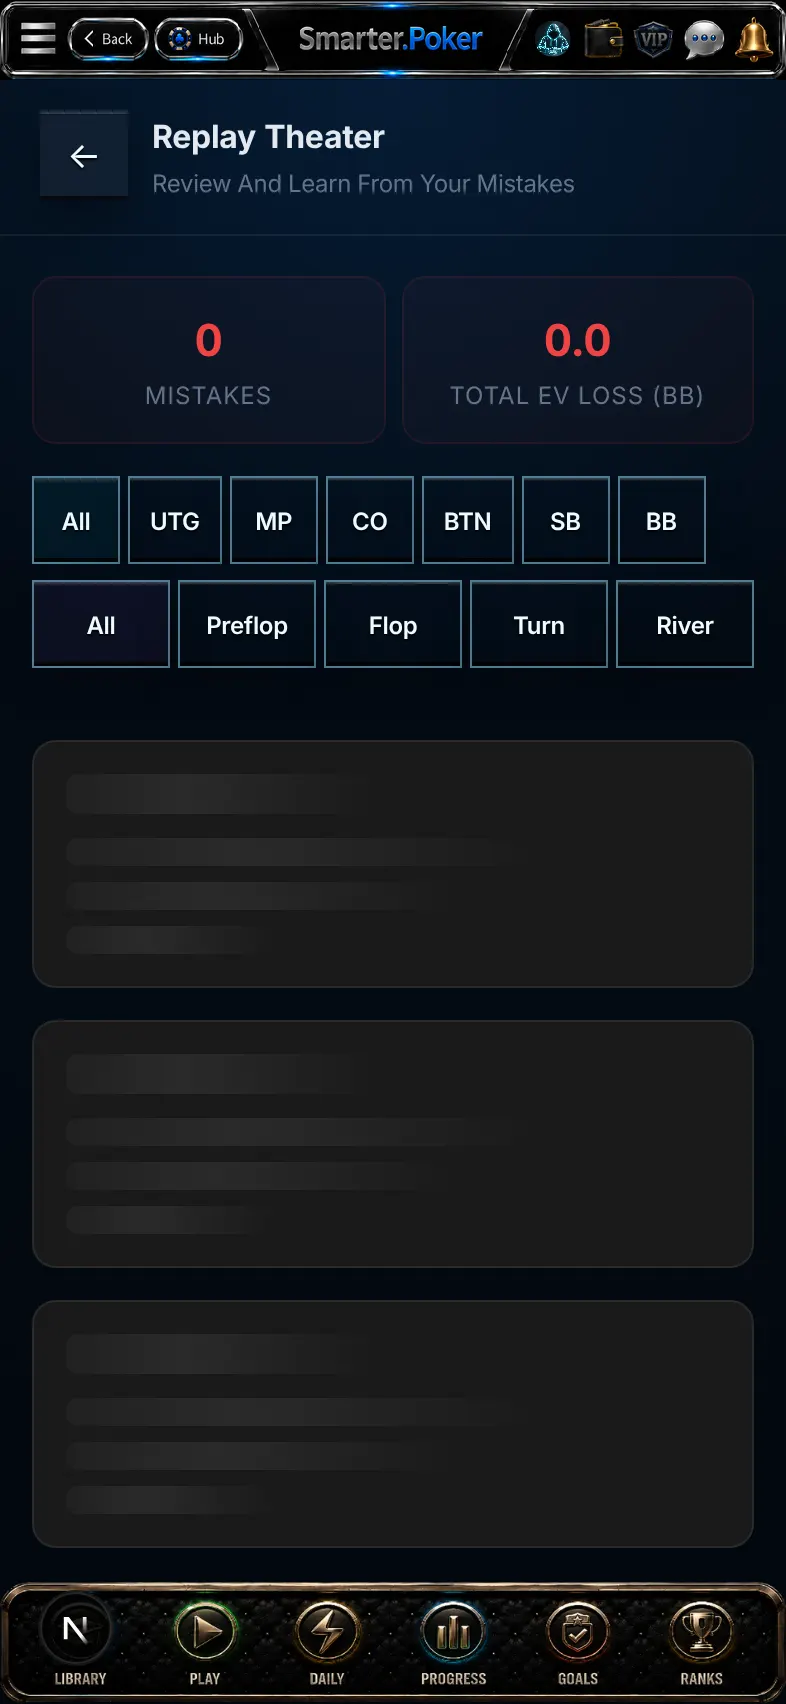 Back
Hub
Smarter.Poker
VIP
Replay Theater
Review And Learn From Your Mistakes
0
MISTAKES
0.0
TOTAL EV LOSS (BB)
All UTG MP CO BTN SB BB
All Preflop Flop Turn River
N
LIBRARY PLAY DAILY PROGRESS GOALS RANKS